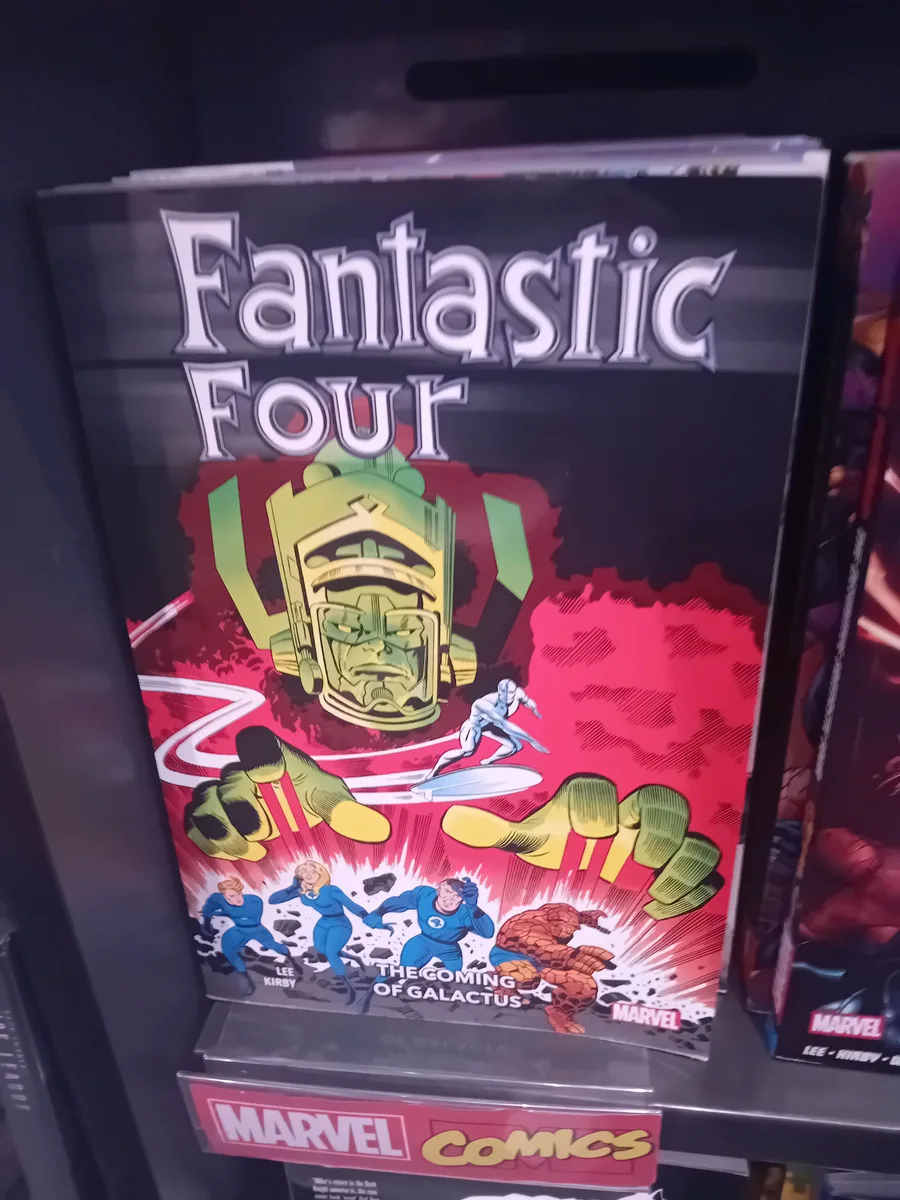 Fantastic
Four
LEE
KIRBY
THE COMING
OF GALACTUS
MARVEL
MARVEL
LEE • KIRBY •
MARVEL COMICS